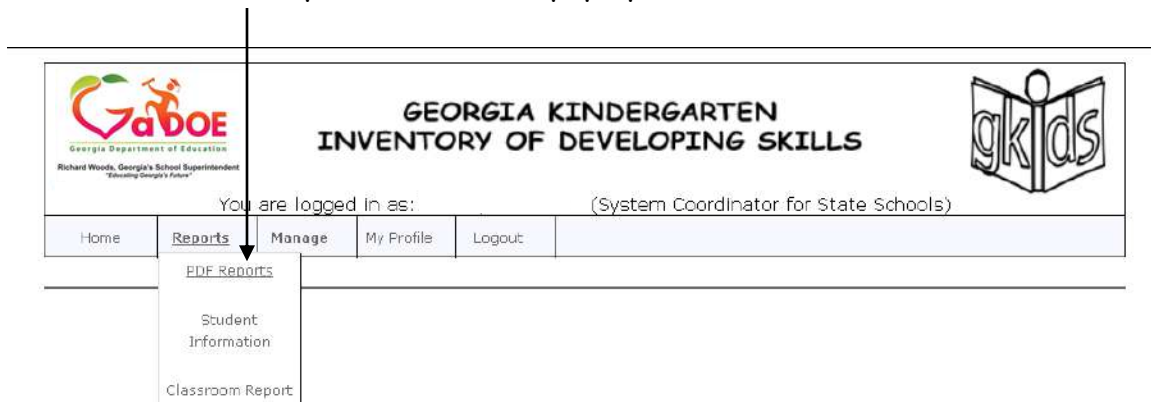 GaDOE
Georgia Department of Education
Richard Woods, Georgia's School Superintendent
"Educating Georgia's Future"
GEORGIA KINDERGARTEN
INVENTORY OF DEVELOPING SKILLS
gkids
You are logged in as: (System Coordinator for State Schools)
Home Reports Manage My Profile Logout
PDF Reports
Student
Information
Classroom Report